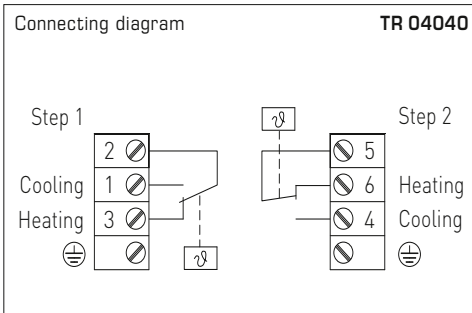 Connecting diagram TR 04040
Step 1 ϑ Step 2
2 5
Cooling 1 6 Heating
Heating 3 4 Cooling
ϑ